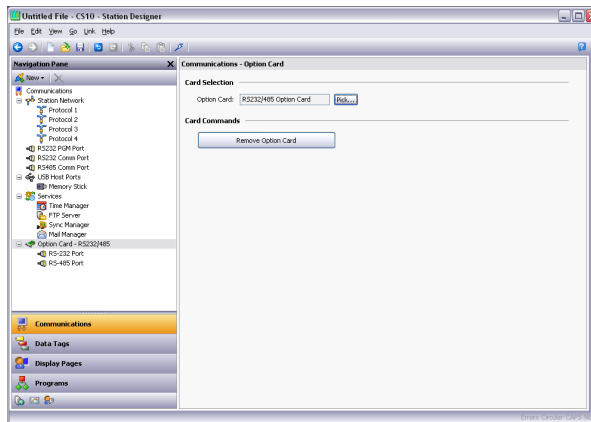 Untitled File - CS10 - Station Designer
File Edit View Go Link Help
Navigation Pane
Communications - Option Card
New
Card Selection
Option Card: RS232/485 Option Card Pick...
Card Commands
Remove Option Card
Communications
Station Network
Protocol 1
Protocol 2
Protocol 3
Protocol 4
RS232 PGM Port
RS232 Comm Port
RS485 Comm Port
USB Host Ports
Memory Stick
Services
Time Manager
FTP Server
Sync Manager
Mail Manager
Option Card - RS232/485
RS-232 Port
RS-485 Port
Communications
Data Tags
Display Pages
Programs
Errors Circular CAPS